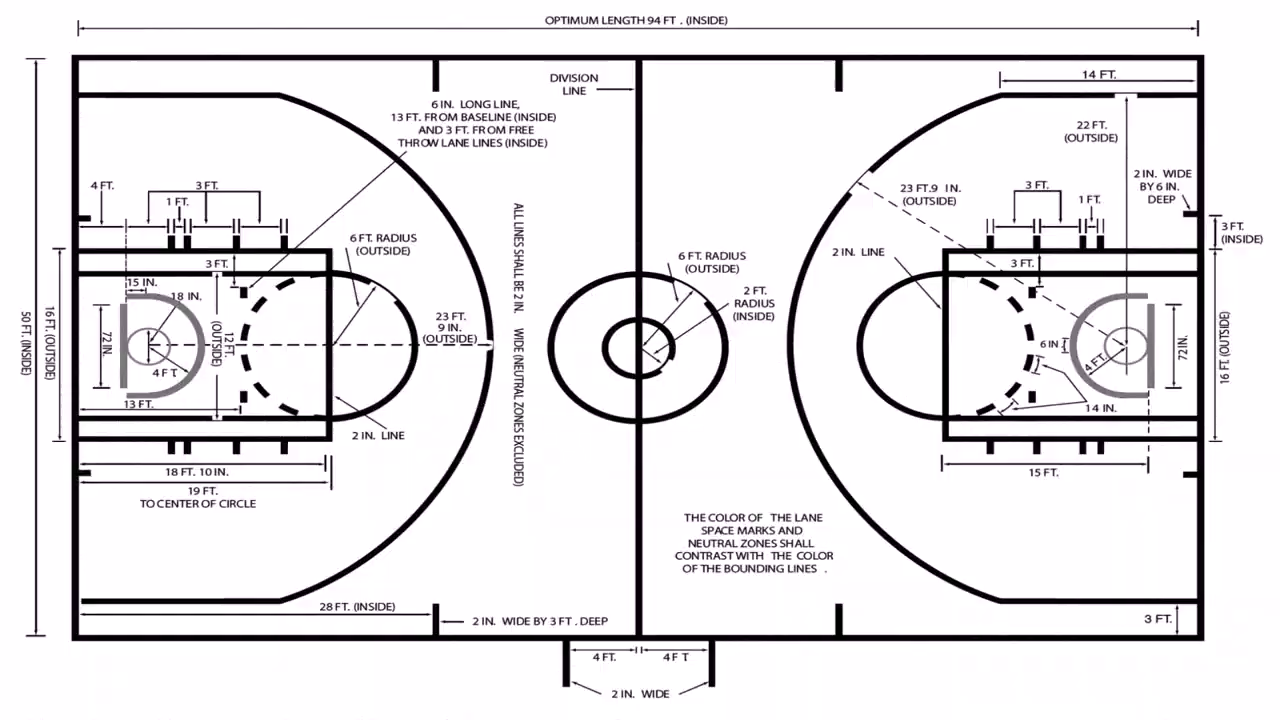 OPTIMUM LENGTH 94 FT . (INSIDE)
DIVISION
LINE
14 FT.
6 IN. LONG LINE,
13 FT. FROM BASELINE (INSIDE)
AND 3 FT. FROM FREE
THROW LANE LINES (INSIDE)
22 FT.
(OUTSIDE)
2 IN. WIDE
BY 6 IN.
DEEP
4 FT.
3 FT.
1 FT.
23 FT.9 IN.
(OUTSIDE)
3 FT.
1 FT.
3 FT.
(INSIDE)
6 FT. RADIUS
(OUTSIDE)
ALL LINES SHALL BE 2 IN. WIDE (NEUTRAL ZONES EXCLUDED)
6 FT. RADIUS
(OUTSIDE)
2 IN. LINE
3 FT.
3 FT.
15 IN.
18 IN.
2 FT.
RADIUS
(INSIDE)
50 FT. (INSIDE)
16 FT. (OUTSIDE)
72 IN.
12 FT.
(OUTSIDE)
23 FT.
9 IN.
(OUTSIDE)
6 IN
72 IN.
16 FT. (OUTSIDE)
4 F T
4 FT.
13 FT.
14 IN.
2 IN. LINE
18 FT. 10 IN.
15 FT.
19 FT.
TO CENTER OF CIRCLE
THE COLOR OF THE LANE
SPACE MARKS AND
NEUTRAL ZONES SHALL
CONTRAST WITH THE COLOR
OF THE BOUNDING LINES .
28 FT. (INSIDE)
2 IN. WIDE BY 3 FT . DEEP
3 FT.
4 FT.
4 F T
2 IN. WIDE